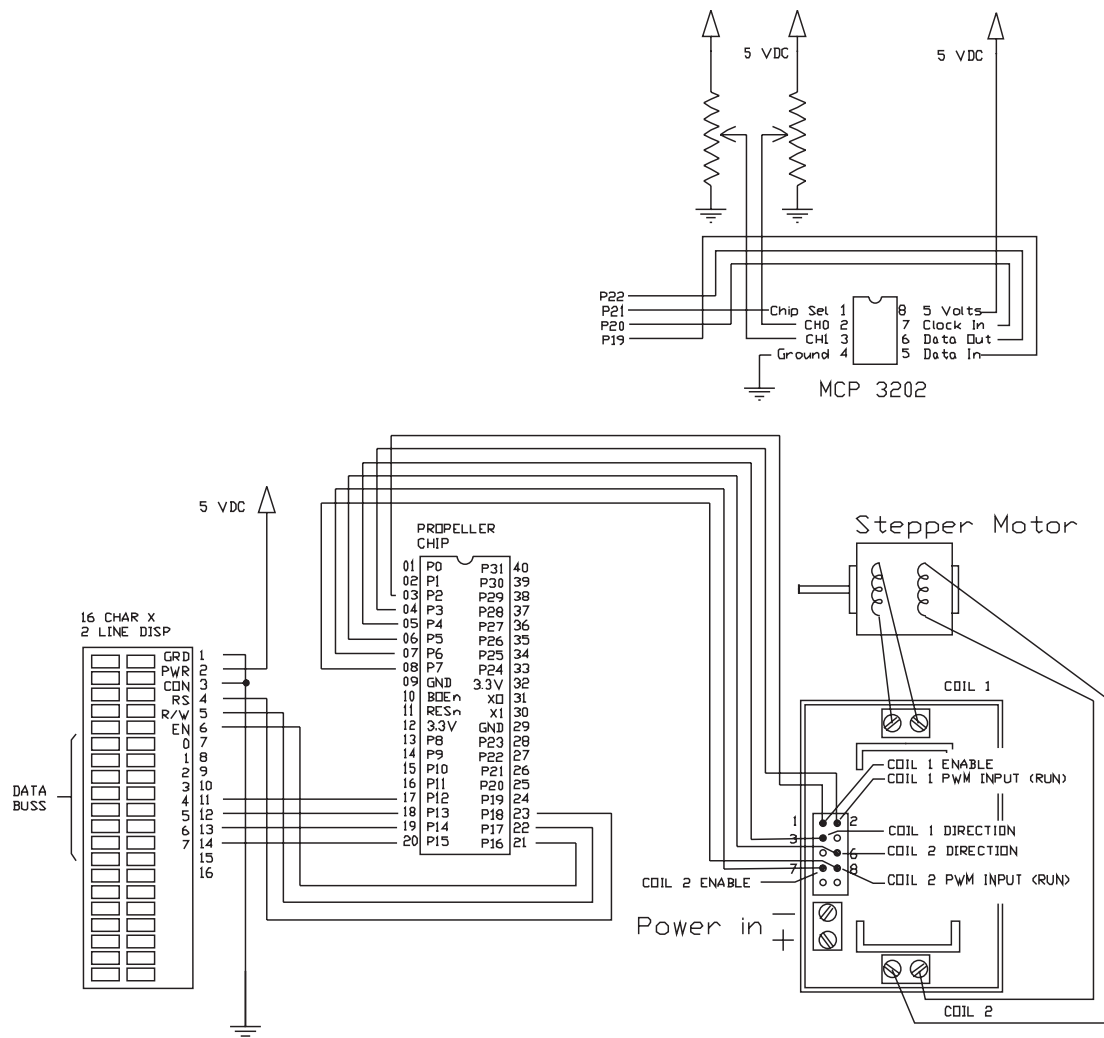 5 VDC
5 VDC
P22
P21
P20
P19
Chip Sel 1
CH0 2
CH1 3
Ground 4
8 5 Volts
7 Clock In
6 Data Out
5 Data In
MCP 3202
5 VDC
PROPELLER
CHIP
01 P0 P31 40
02 P1 P30 39
03 P2 P29 38
04 P3 P28 37
05 P4 P27 36
06 P5 P26 35
07 P6 P25 34
08 P7 P24 33
09 GND 3.3V 32
10 BOEn X0 31
11 RESn X1 30
12 3.3V GND 29
13 P8 P23 28
14 P9 P22 27
15 P10 P21 26
16 P11 P20 25
17 P12 P19 24
18 P13 P18 23
19 P14 P17 22
20 P15 P16 21
16 CHAR X
2 LINE DISP
GRD 1
PWR 2
CON 3
RS 4
R/W 5
EN 6
0 7
1 8
2 9
3 10
4 11
5 12
6 13
7 14
15
16
DATA
BUSS
Stepper Motor
COIL 1
COIL 1 ENABLE
COIL 1 PWM INPUT (RUN)
1 2
3
COIL 1 DIRECTION
6
COIL 2 DIRECTION
7 8
COIL 2 ENABLE
COIL 2 PWM INPUT (RUN)
Power in
−
+
COIL 2